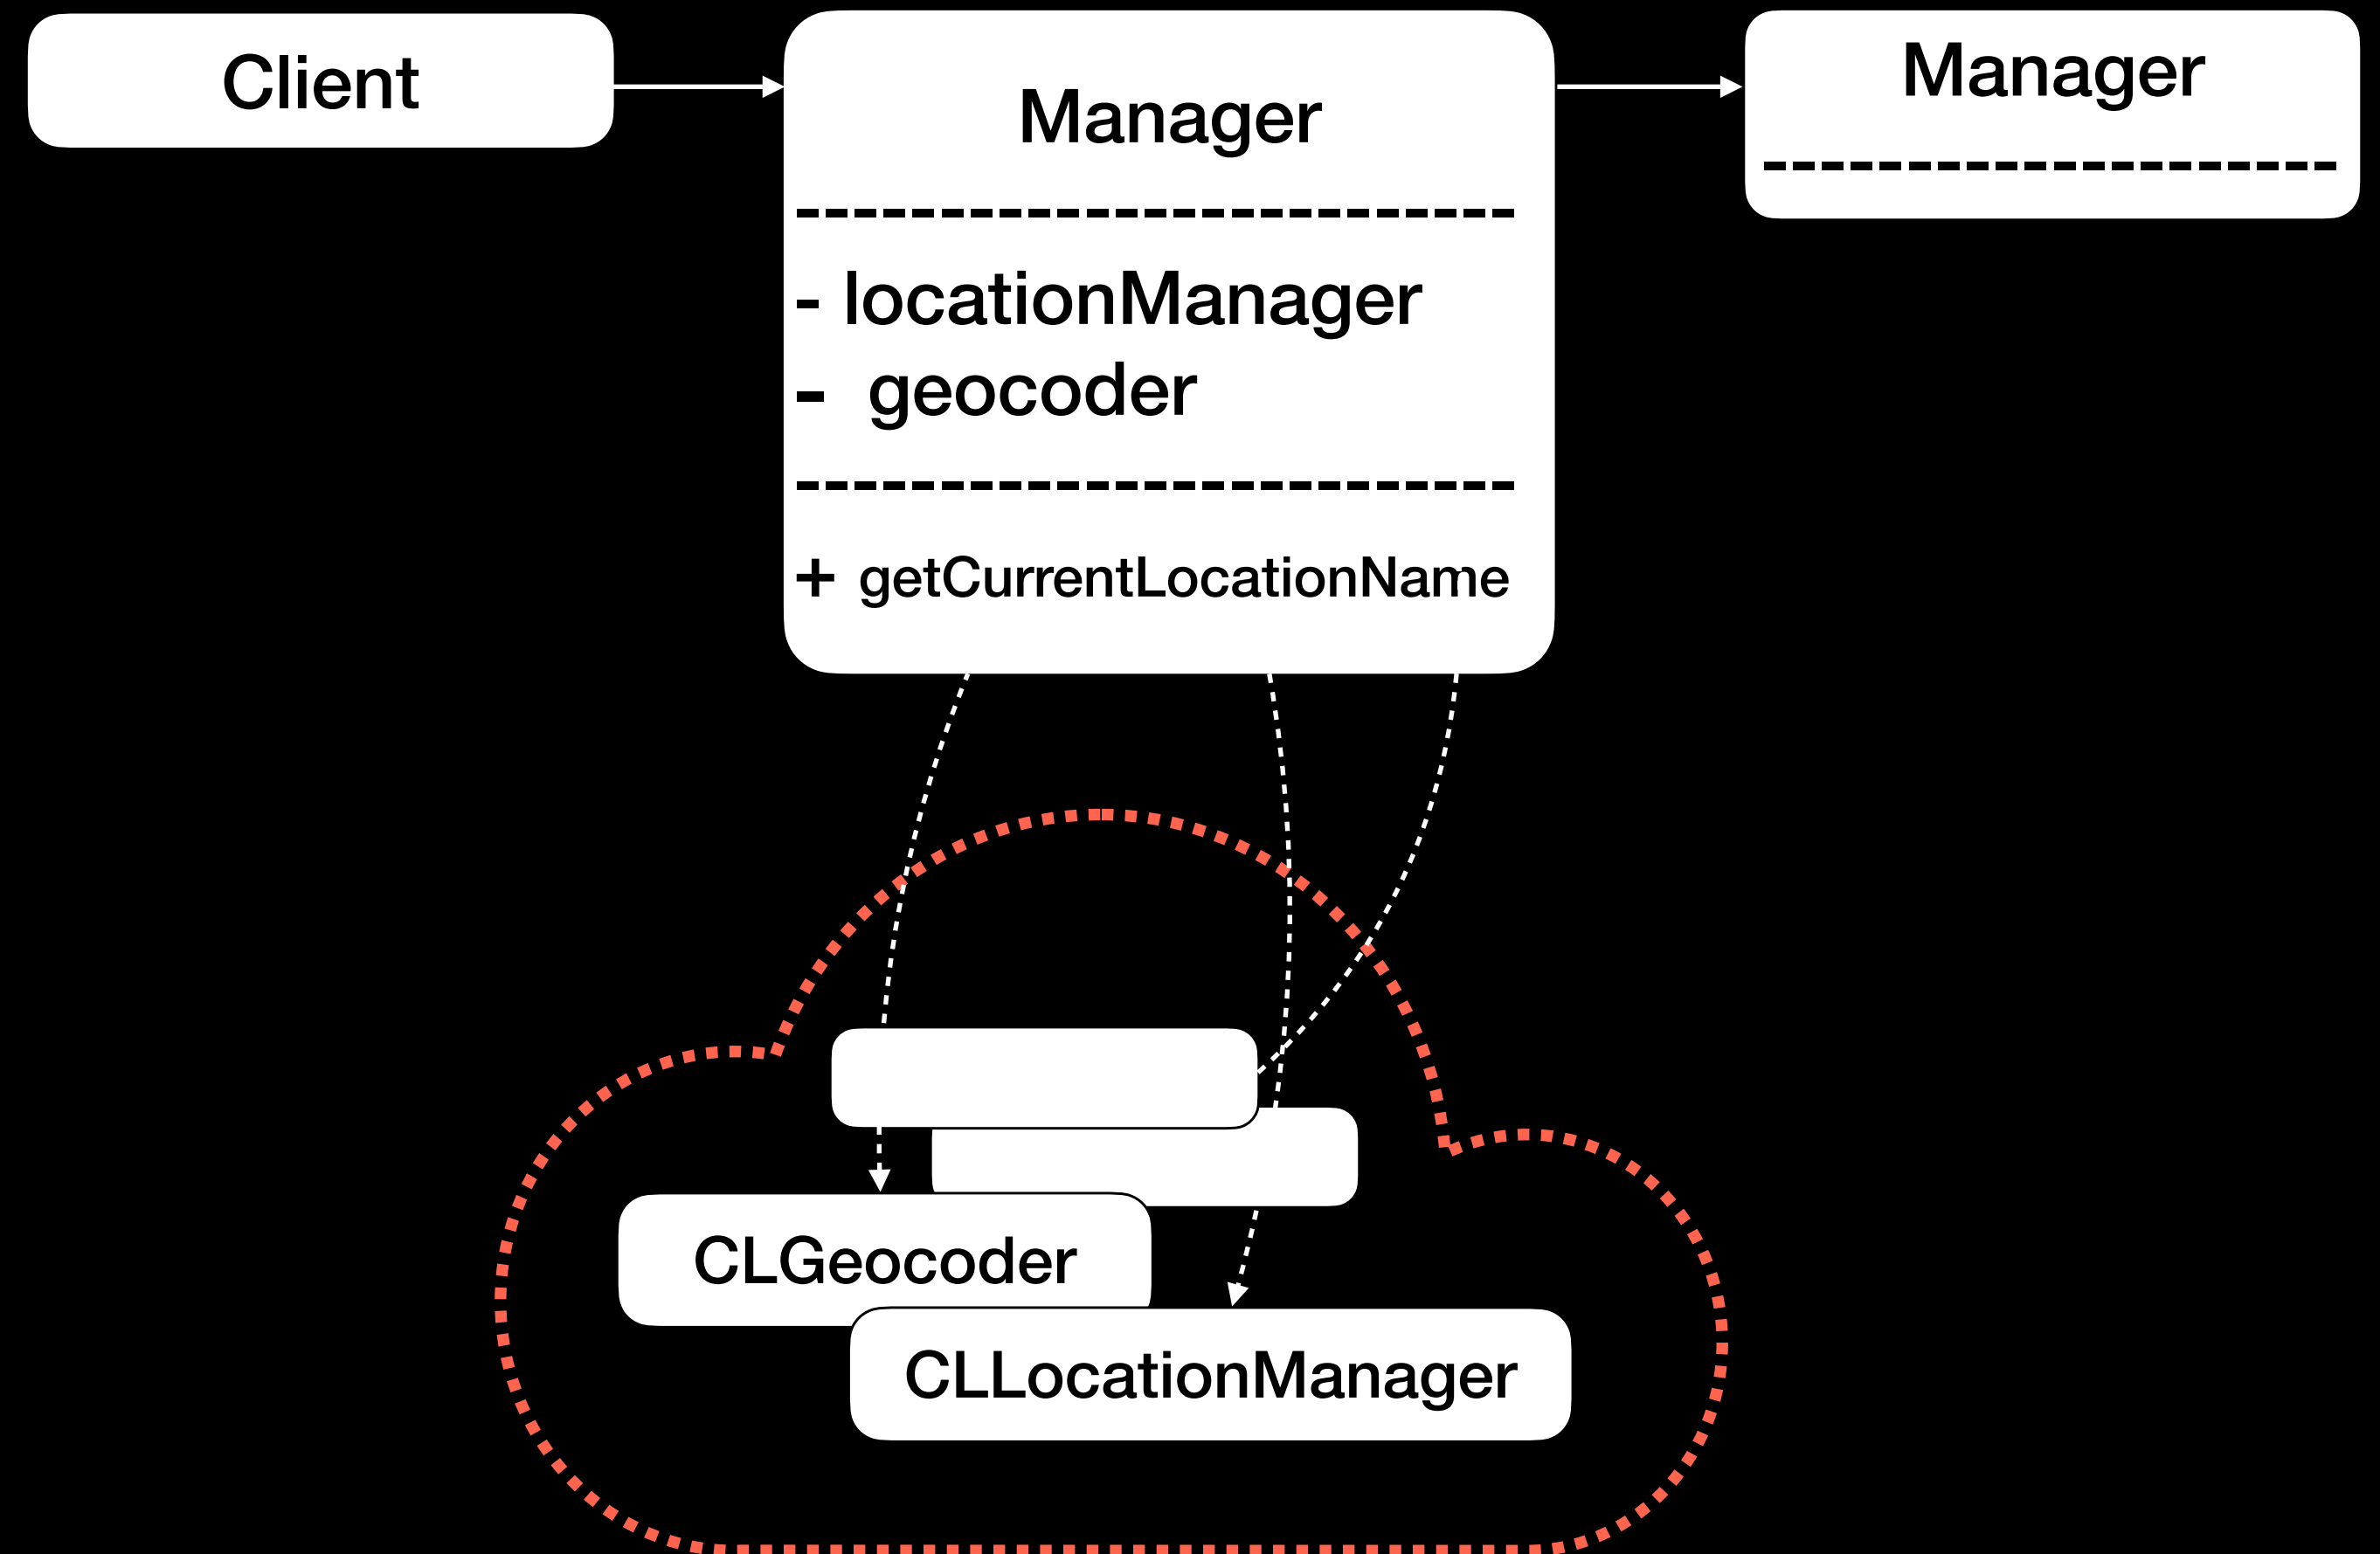 Client
Manager
- locationManager
- geocoder
+ getCurrentLocationName
Manager
CLGeocoder
CLLocationManager